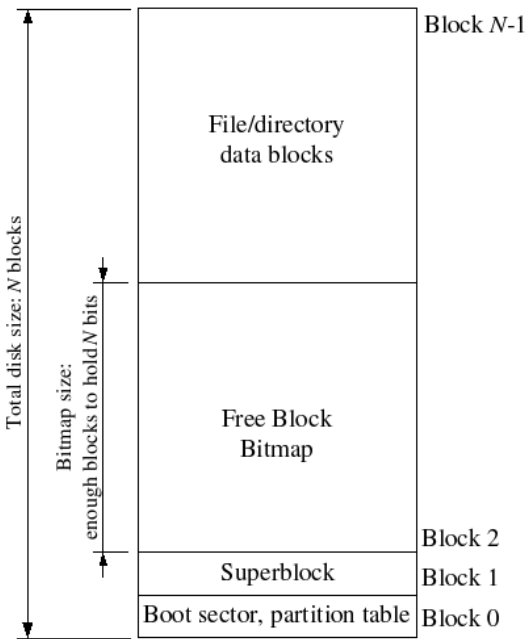 Block N-1
File/directory
data blocks
Total disk size: N blocks
Bitmap size:
enough blocks to hold N bits
Free Block
Bitmap
Block 2
Superblock
Block 1
Boot sector, partition table
Block 0